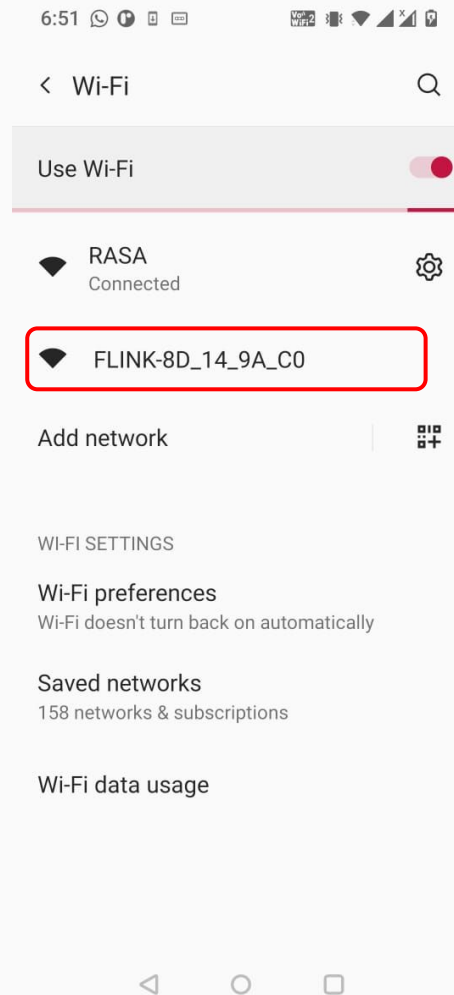 6:51
Wi-Fi
Use Wi-Fi
RASA
Connected
FLINK-8D_14_9A_C0
Add network
WI-FI SETTINGS
Wi-Fi preferences
Wi-Fi doesn't turn back on automatically
Saved networks
158 networks & subscriptions
Wi-Fi data usage